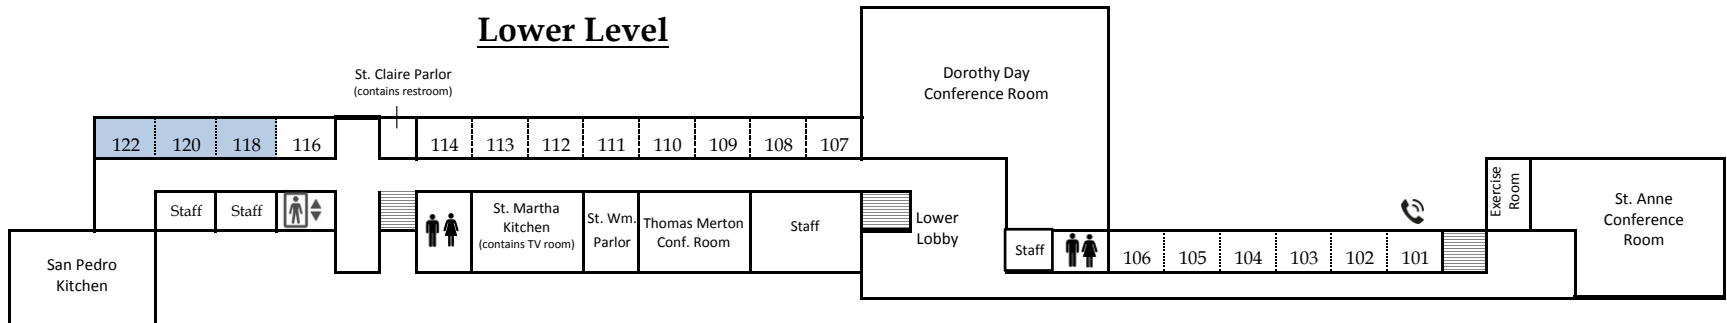 Lower Level
St. Claire Parlor
(contains restroom)
Dorothy Day
Conference Room
122 120 118 116 114 113 112 111 110 109 108 107
Staff Staff
St. Martha
Kitchen
(contains TV room)
St. Wm.
Parlor
Thomas Merton
Conf. Room
Staff
Lower
Lobby
Staff
106 105 104 103 102 101
Exercise
Room
St. Anne
Conference
Room
San Pedro
Kitchen